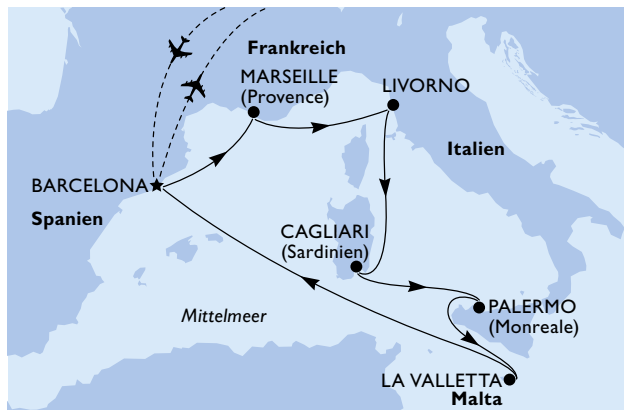 Frankreich
MARSEILLE
(Provence)
LIVORNO
Italien
BARCELONA
Spanien
CAGLIARI
(Sardinien)
Mittelmeer
PALERMO
(Monreale)
LA VALLETTA
Malta